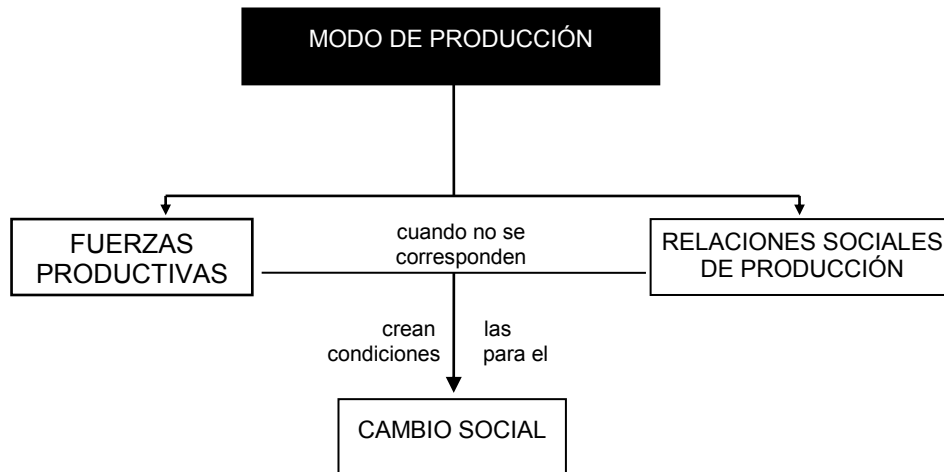 MODO DE PRODUCCIÓN
FUERZAS
PRODUCTIVAS
cuando no se
corresponden
RELACIONES SOCIALES
DE PRODUCCIÓN
crean las
condiciones para el
CAMBIO SOCIAL